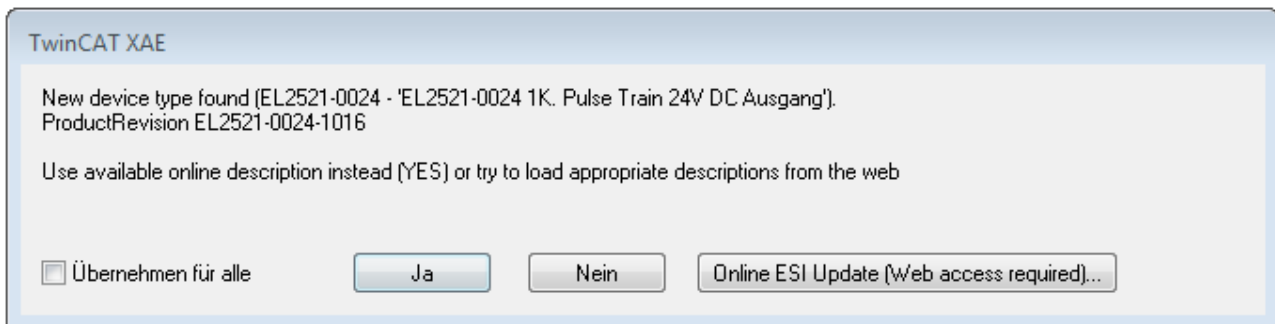 TwinCAT XAE
New device type found (EL2521-0024 - 'EL2521-0024 1K. Pulse Train 24V DC Ausgang').
ProductRevision EL2521-0024-1016
Use available online description instead (YES) or try to load appropriate descriptions from the web
Übernehmen für alle
Ja
Nein
Online ESI Update (Web access required)...